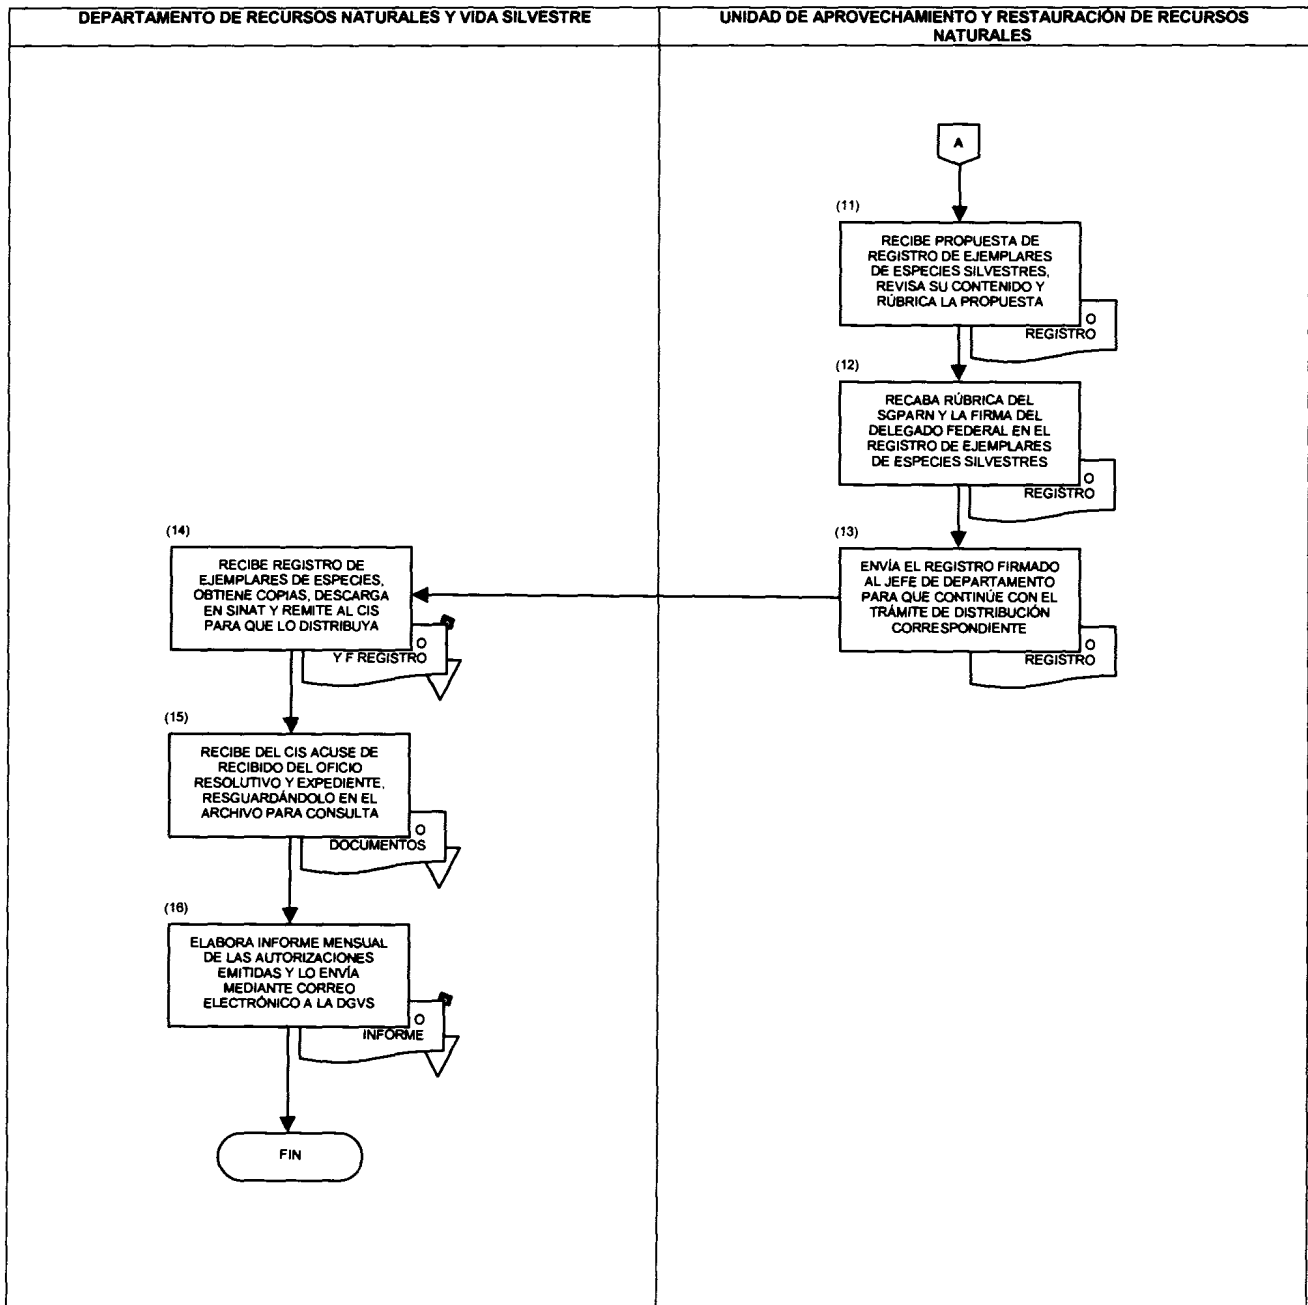 DEPARTAMENTO DE RECURSOS NATURALES Y VIDA SILVESTRE
UNIDAD DE APROVECHAMIENTO Y RESTAURACIÓN DE RECURSOS
NATURALES
A
(11)
RECIBE PROPUESTA DE
REGISTRO DE EJEMPLARES
DE ESPECIES SILVESTRES,
REVISA SU CONTENIDO Y
RÚBRICA LA PROPUESTA
O
REGISTRO
(12)
RECABA RÚBRICA DEL
SGPARN Y LA FIRMA DEL
DELEGADO FEDERAL EN EL
REGISTRO DE EJEMPLARES
DE ESPECIES SILVESTRES
O
REGISTRO
(13)
ENVÍA EL REGISTRO FIRMADO
AL JEFE DE DEPARTAMENTO
PARA QUE CONTINÚE CON EL
TRÁMITE DE DISTRIBUCIÓN
CORRESPONDIENTE
O
REGISTRO
(14)
RECIBE REGISTRO DE
EJEMPLARES DE ESPECIES,
OBTIENE COPIAS, DESCARGA
EN SINAT Y REMITE AL CIS
PARA QUE LO DISTRIBUYA
O
Y F REGISTRO
(15)
RECIBE DEL CIS ACUSE DE
RECIBIDO DEL OFICIO
RESOLUTIVO Y EXPEDIENTE,
RESGUARDÁNDOLO EN EL
ARCHIVO PARA CONSULTA
O
DOCUMENTOS
(16)
ELABORA INFORME MENSUAL
DE LAS AUTORIZACIONES
EMITIDAS Y LO ENVÍA
MEDIANTE CORREO
ELECTRÓNICO A LA DGVS
O
INFORME
FIN